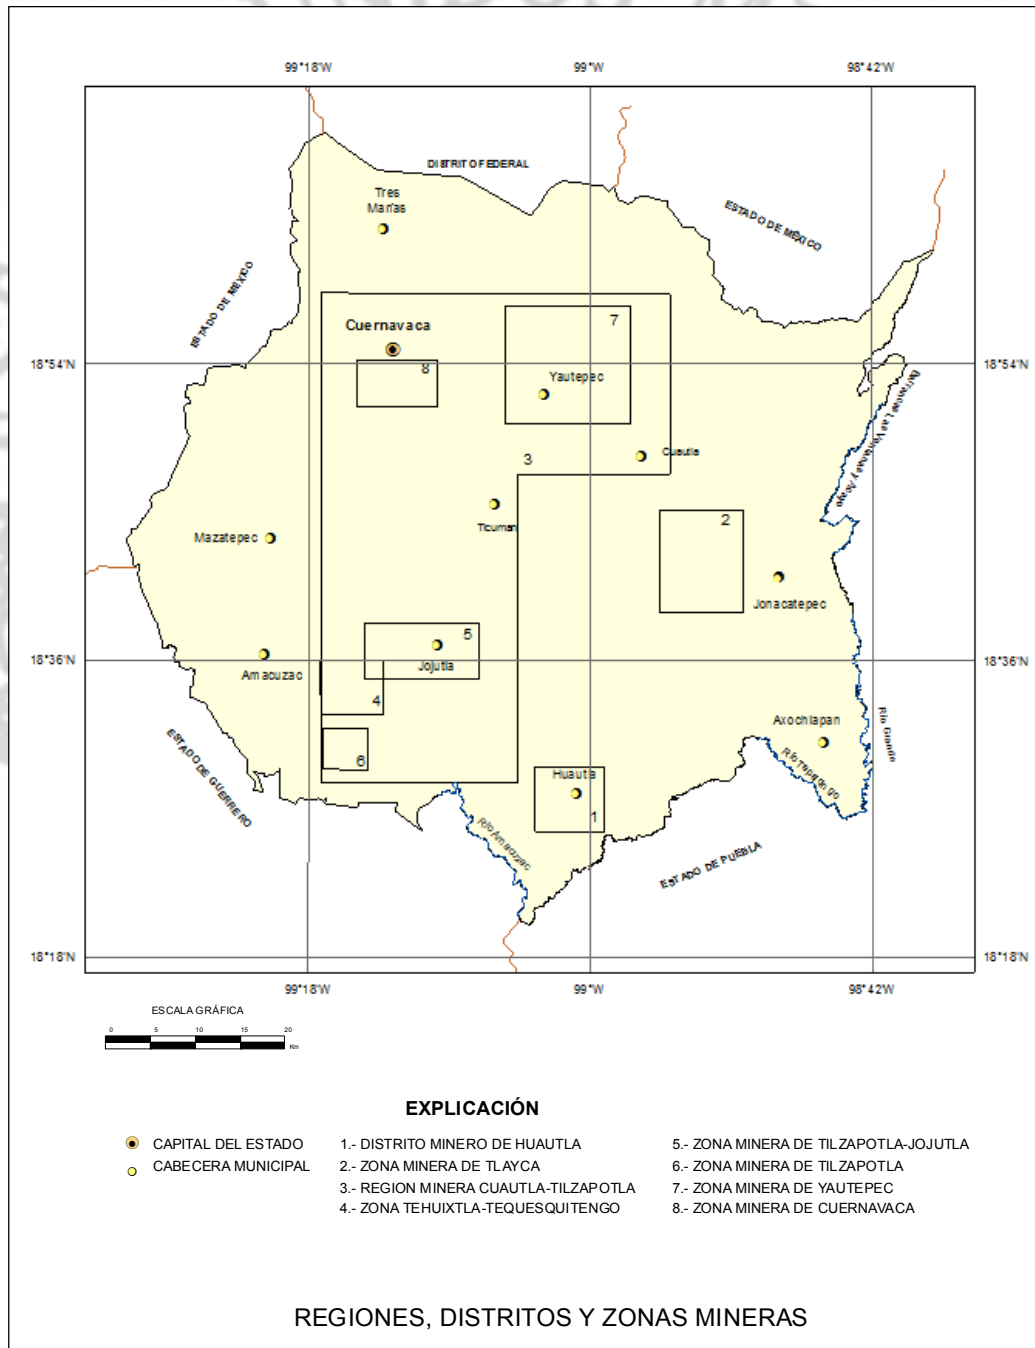 99°18'W 99°W 98°42'W
DISTRITO FEDERAL
Tres
Marías
ESTADO DE MÉXICO
ESTADO DE MÉXICO
Cuernavaca
7
18°54'N 18°54'N
8
Yautepec
Barrancas Las
3
Cuautla
2
Ticuman
Mazatepec
Jonacatepec
5
18°36'N 18°36'N
Jojutla
Amacuzac
4
Axochiapan
Río Grande
ESTADO DE GUERRERO
6
Huautla
1
Río Amacuzac
ESTADO DE PUEBLA
18°18'N 18°18'N
99°18'W 99°W 98°42'W
ESCALA GRÁFICA
0 5 10 15 20
Km
EXPLICACIÓN
CAPITAL DEL ESTADO
CABECERA MUNICIPAL
1.- DISTRITO MINERO DE HUAUTLA
2.- ZONA MINERA DE TLAYCA
3.- REGION MINERA CUAUTLA-TILZAPOTLA
4.- ZONA TEHUIXTLA-TEQUESQUITENGO
5.- ZONA MINERA DE TILZAPOTLA-JOJUTLA
6.- ZONA MINERA DE TILZAPOTLA
7.- ZONA MINERA DE YAUTEPEC
8.- ZONA MINERA DE CUERNAVACA
REGIONES, DISTRITOS Y ZONAS MINERAS